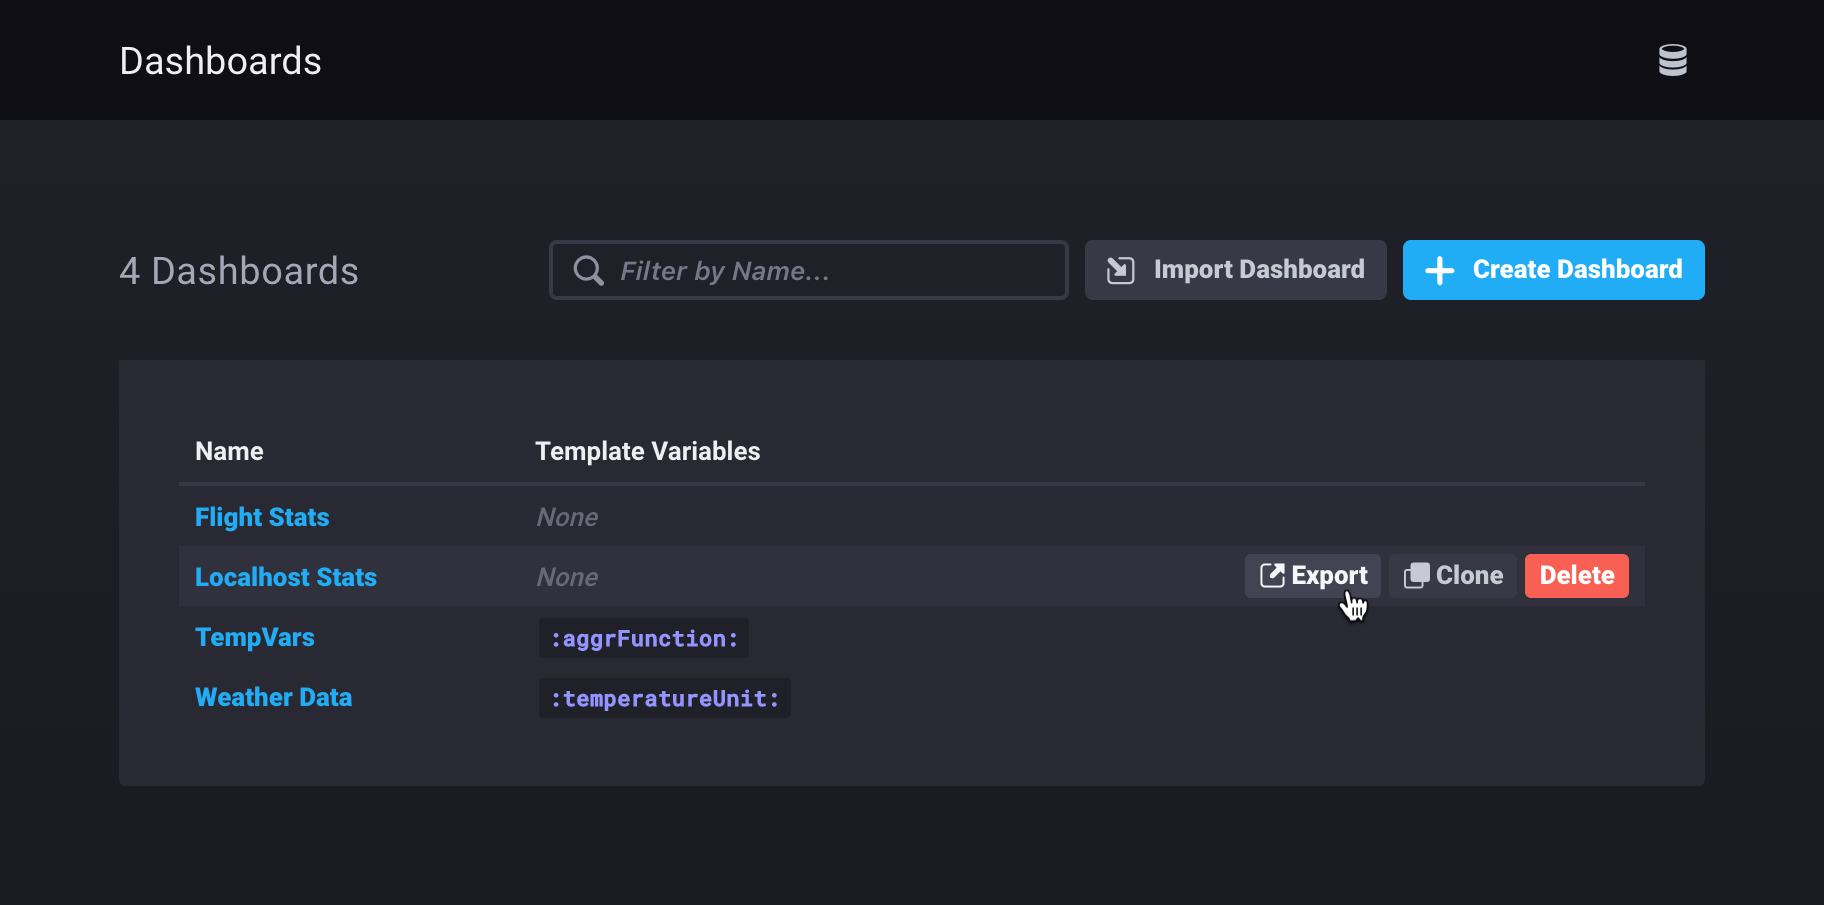 Dashboards
4 Dashboards
Filter by Name...
Import Dashboard
Create Dashboard
Name
Template Variables
Flight Stats
None
Localhost Stats
None
Export
Clone
Delete
TempVars
:aggrFunction:
Weather Data
:temperatureUnit: